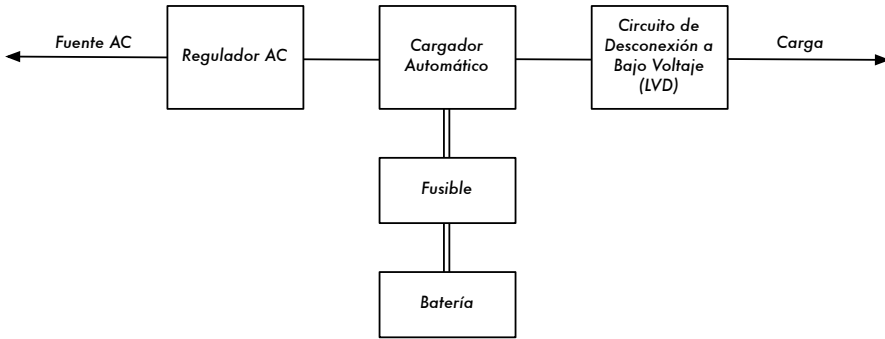 Fuente AC
Regulador AC
Cargador
Automático
Circuito de
Desconexión a
Bajo Voltaje
(LVD)
Carga
Fusible
Batería